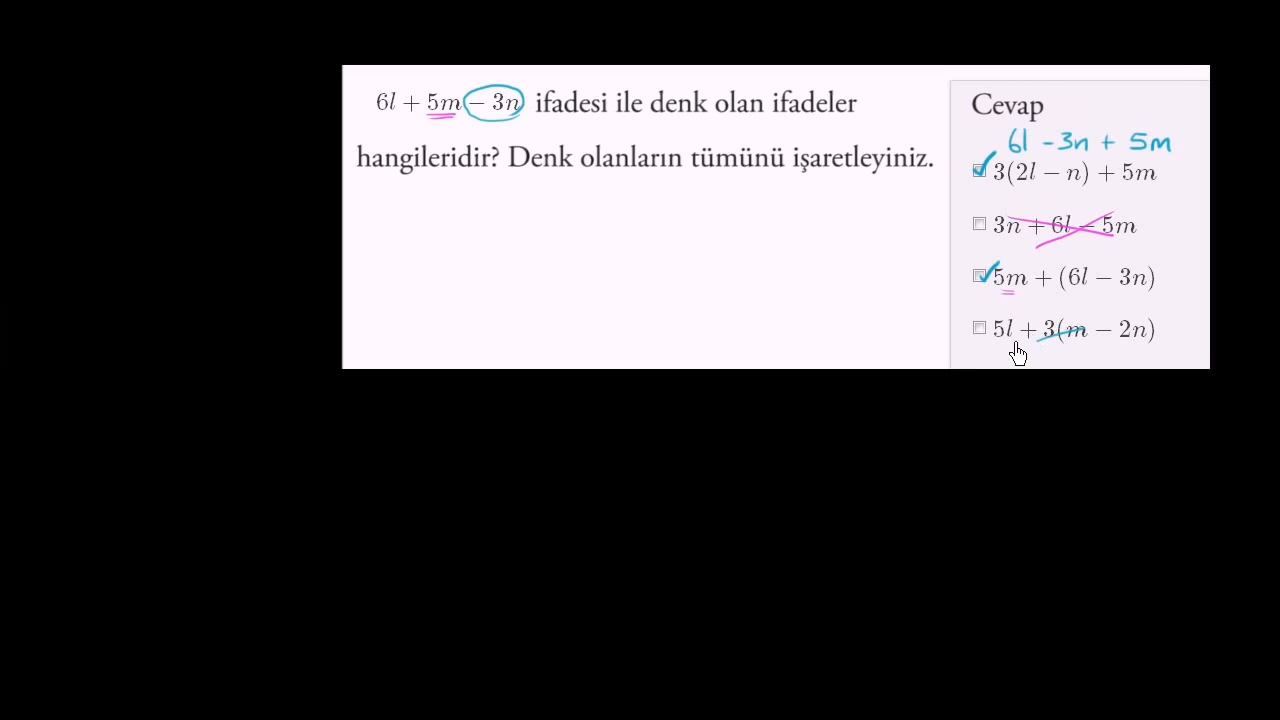 6l + 5m − 3n ifadesi ile denk olan ifadeler
hangileridir? Denk olanların tümünü işaretleyiniz.
Cevap
6l − 3n + 5m
3(2l − n) + 5m
3n + 6l − 5m
5m + (6l − 3n)
5l + 3(m − 2n)